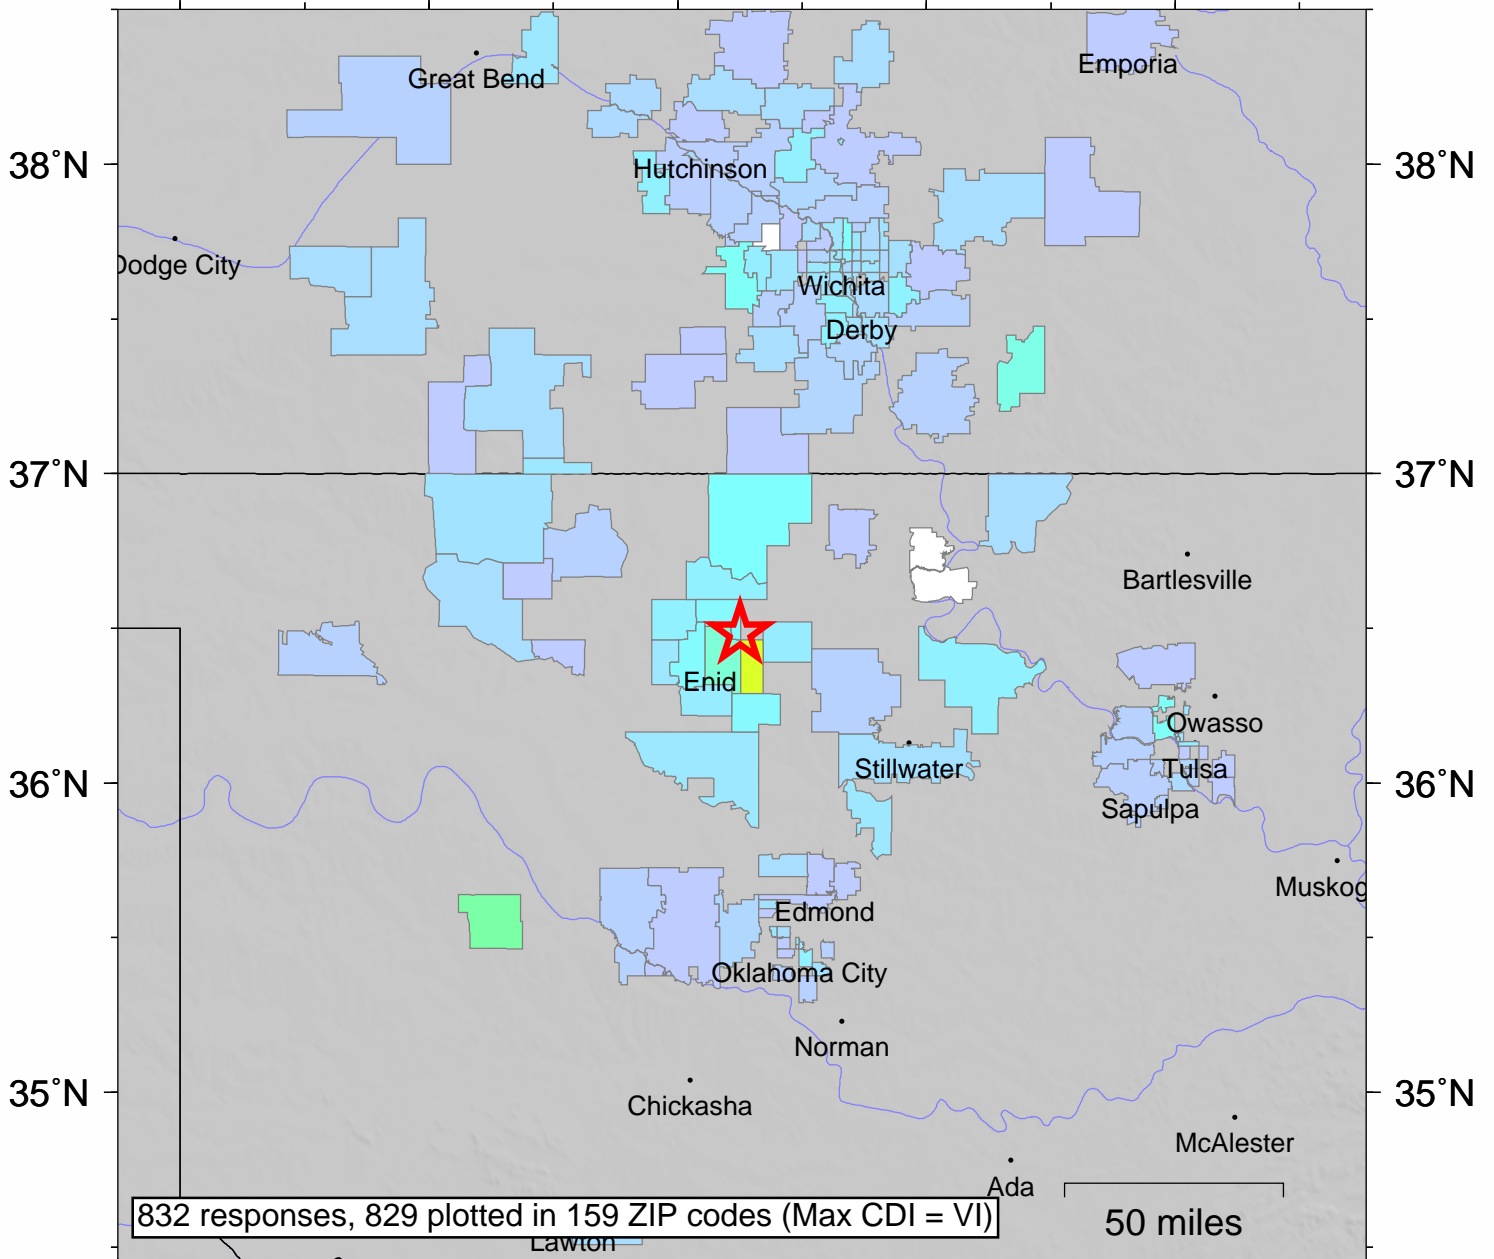 Emporia
Great Bend
38°N
38°N
Hutchinson
Dodge City
Wichita
Derby
37°N
37°N
Bartlesville
Enid
Owasso
Stillwater
Tulsa
36°N
36°N
Sapulpa
Muskog
Edmond
Oklahoma City
Norman
35°N
35°N
Chickasha
McAlester
Ada
832 responses, 829 plotted in 159 ZIP codes (Max CDI = VI)
50 miles
Lawton